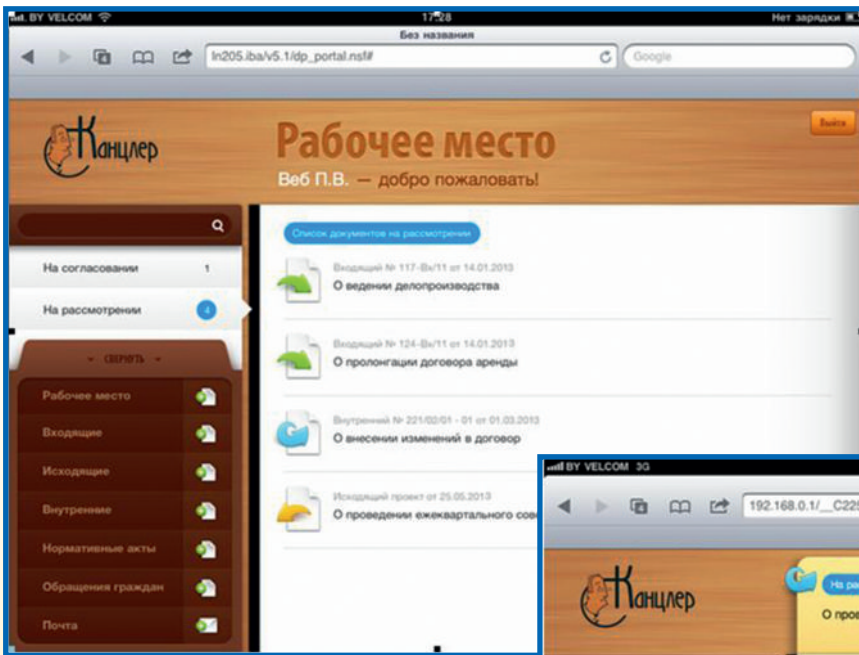 BY VELCOM
17:28
Нет зарядки
Без названия
ln205.iba/v5.1/dp_portal.nsf#
Google
Канцлер
Рабочее место
Выйти
Веб П.В. — добро пожаловать!
Список документов на рассмотрении
На согласовании 1
На рассмотрении 4
Входящий № 117-Вх/11 от 14.01.2013
О ведении делопроизводства
Входящий № 124-Вх/11 от 14.01.2013
О пролонгации договора аренды
Внутренний № 221/02/01 - 01 от 01.03.2013
О внесении изменений в договор
Исходящий проект от 25.05.2013
О проведении ежеквартального сове
СВЕРНУТЬ
Рабочее место
Входящие
Исходящие
Внутренние
Нормативные акты
Обращения граждан
Почта
BY VELCOM 3G
192.168.0.1/__C225
Канцлер
На рас
О пров